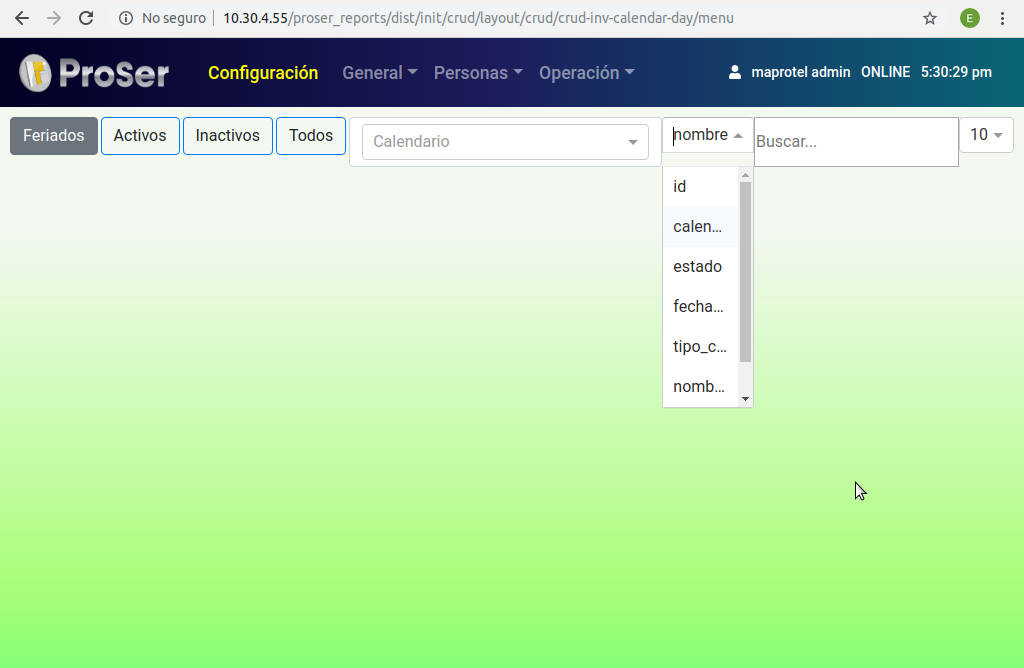 No seguro 10.30.4.55/proser_reports/dist/init/crud/layout/crud/crud-inv-calendar-day/menu E
ProSer Configuración General Personas Operación maprotel admin ONLINE 5:30:29 pm
Feriados Activos Inactivos Todos Calendario nombre Buscar... 10
id
calen...
estado
fecha...
tipo_c...
nomb...